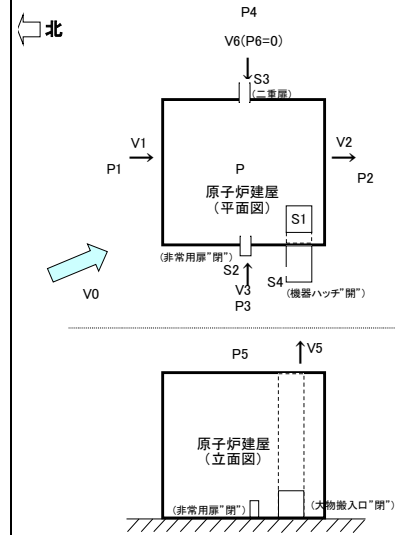 北
P4
V6(P6=0)
S3
(二重扉)
V1
V2
P1
P
P2
原子炉建屋
(平面図)
S1
(非常用扉“閉”)
S2
S4
(機器ハッチ“開”)
V3
P3
V0
P5
V5
原子炉建屋
(立面図)
(非常用扉“閉”)
(大物搬入口“閉”)